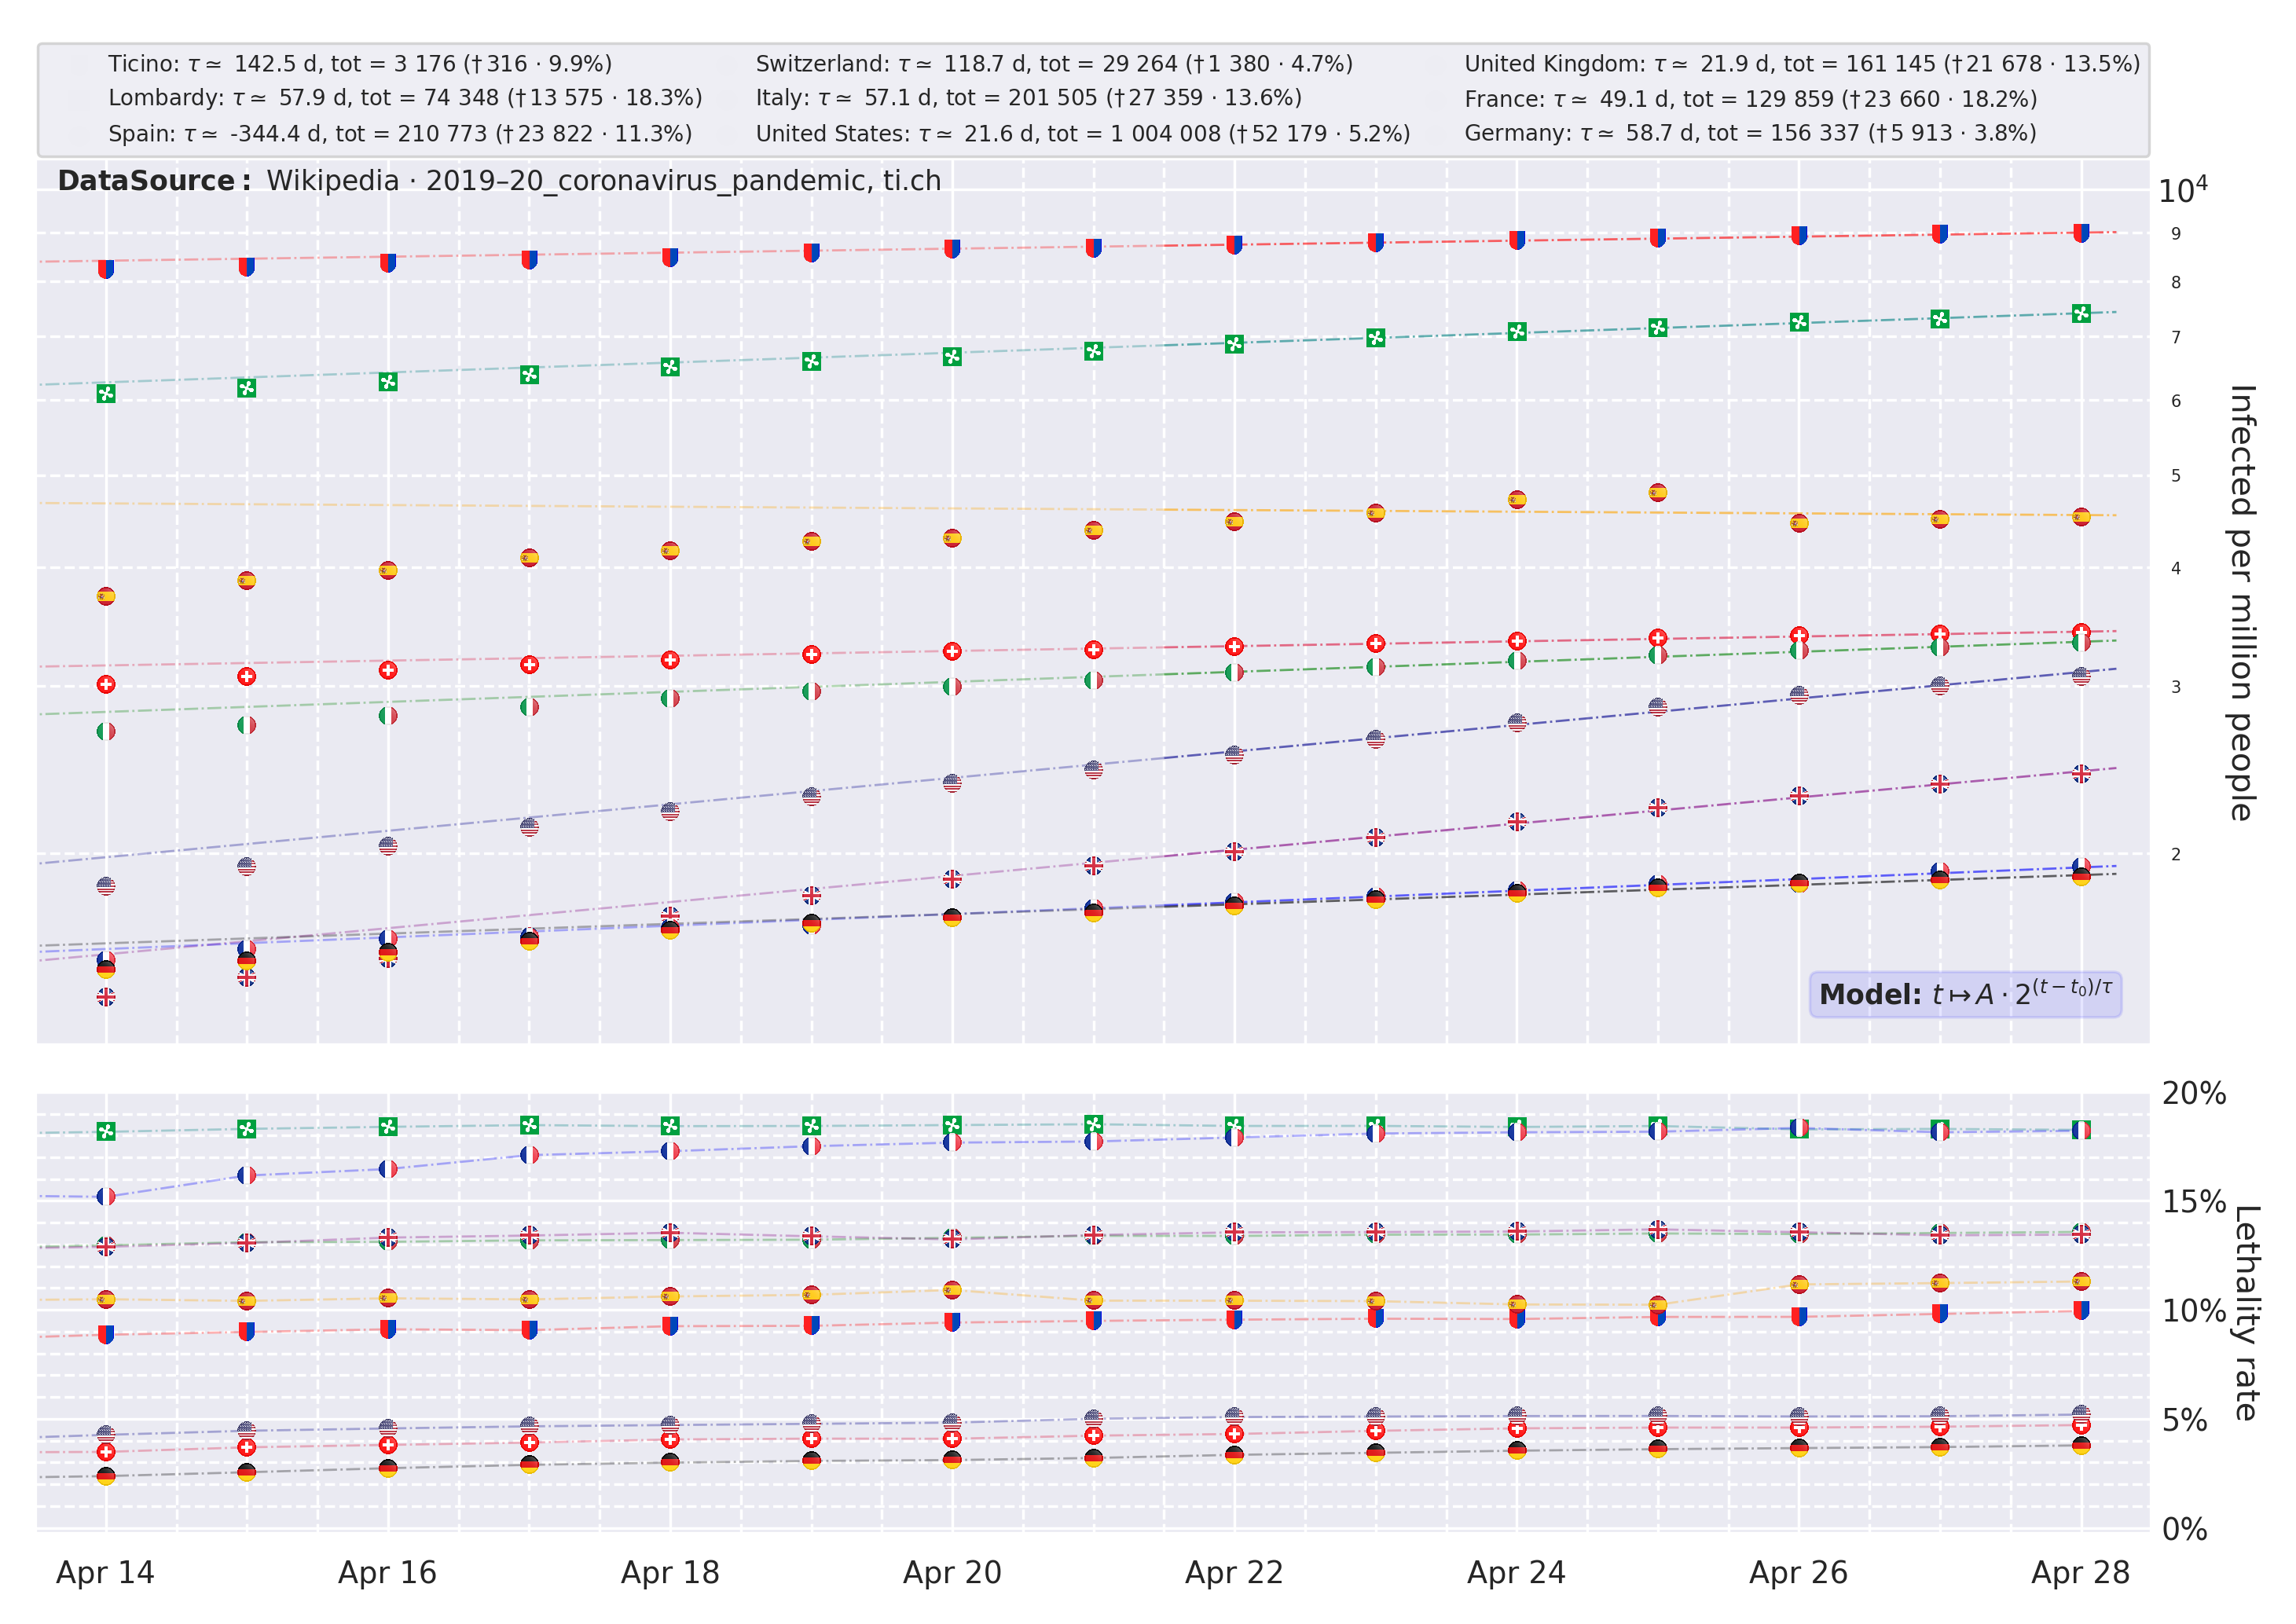 Ticino: τ ≃ 142.5 d, tot = 3 176 (†316 · 9.9%)
Lombardy: τ ≃ 57.9 d, tot = 74 348 (†13 575 · 18.3%)
Spain: τ ≃ -344.4 d, tot = 210 773 (†23 822 · 11.3%)
Switzerland: τ ≃ 118.7 d, tot = 29 264 (†1 380 · 4.7%)
Italy: τ ≃ 57.1 d, tot = 201 505 (†27 359 · 13.6%)
United States: τ ≃ 21.6 d, tot = 1 004 008 (†52 179 · 5.2%)
United Kingdom: τ ≃ 21.9 d, tot = 161 145 (†21 678 · 13.5%)
France: τ ≃ 49.1 d, tot = 129 859 (†23 660 · 18.2%)
Germany: τ ≃ 58.7 d, tot = 156 337 (†5 913 · 3.8%)
DataSource: Wikipedia · 2019–20_coronavirus_pandemic, ti.ch
10⁴
9
8
7
6
5
4
3
2
Infected per million people
Model: t ↦ A · 2^{(t − t₀)/τ}
20%
15%
10%
5%
0%
Lethality rate
Apr 14
Apr 16
Apr 18
Apr 20
Apr 22
Apr 24
Apr 26
Apr 28